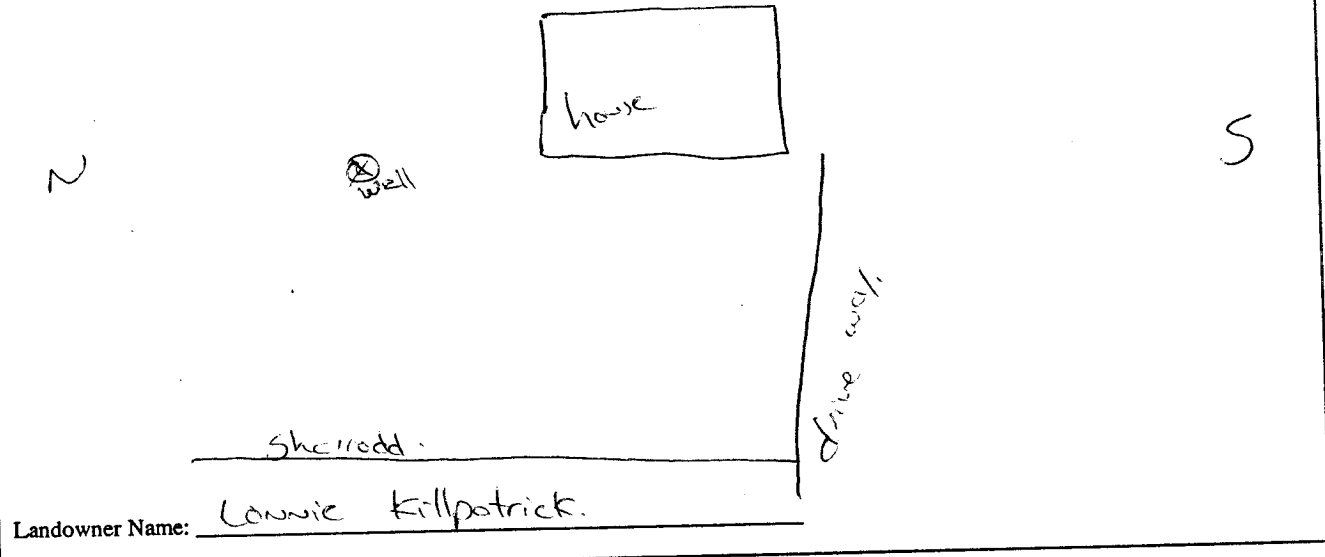 house
N
S
well
drive way.
Sherrodd.
Landowner Name: Lonnie Killpatrick.